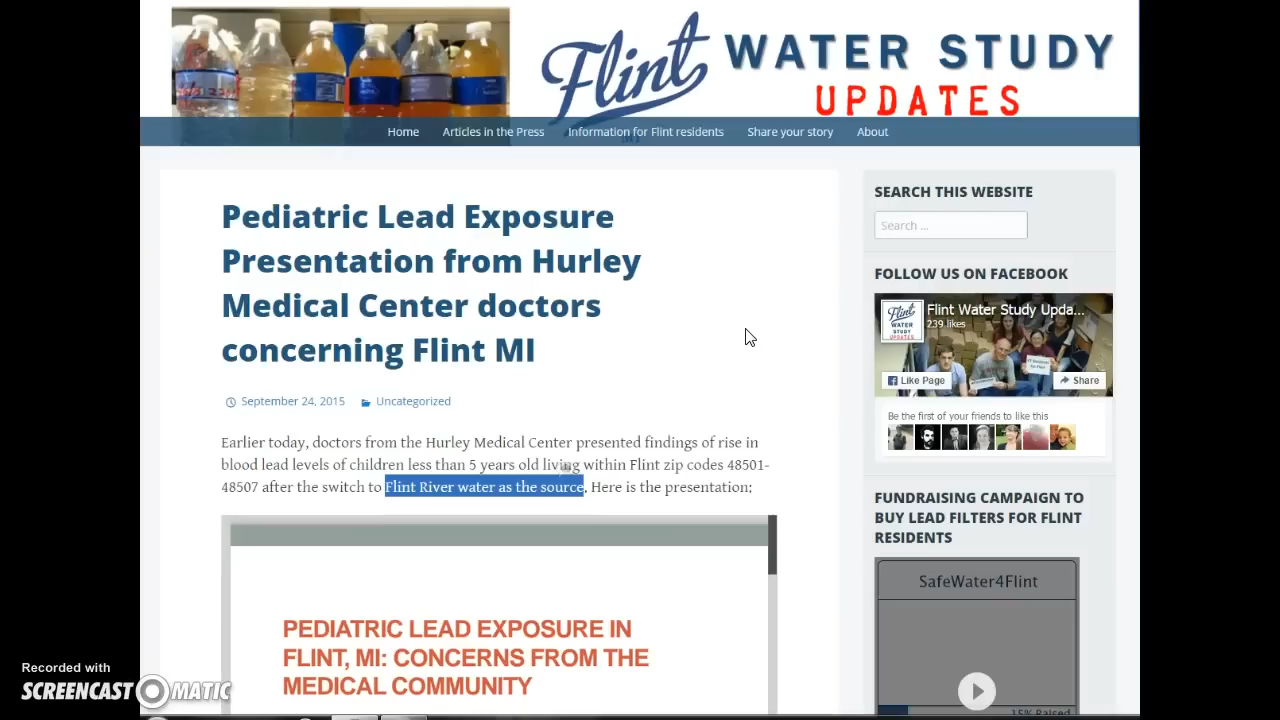 Flint WATER STUDY
UPDATES
Home Articles in the Press Information for Flint residents Share your story About
Pediatric Lead Exposure
Presentation from Hurley
Medical Center doctors
concerning Flint MI
September 24, 2015 Uncategorized
Earlier today, doctors from the Hurley Medical Center presented findings of rise in
blood lead levels of children less than 5 years old living within Flint zip codes 48501-
48507 after the switch to Flint River water as the source. Here is the presentation:
PEDIATRIC LEAD EXPOSURE IN
FLINT, MI: CONCERNS FROM THE
MEDICAL COMMUNITY
SEARCH THIS WEBSITE
Search ...
FOLLOW US ON FACEBOOK
Flint
WATER
STUDY
UPDATES
Flint Water Study Upda...
239 likes
Like Page
Share
Be the first of your friends to like this
FUNDRAISING CAMPAIGN TO
BUY LEAD FILTERS FOR FLINT
RESIDENTS
SafeWater4Flint
15% Raised
Recorded with
SCREENCAST MATIC